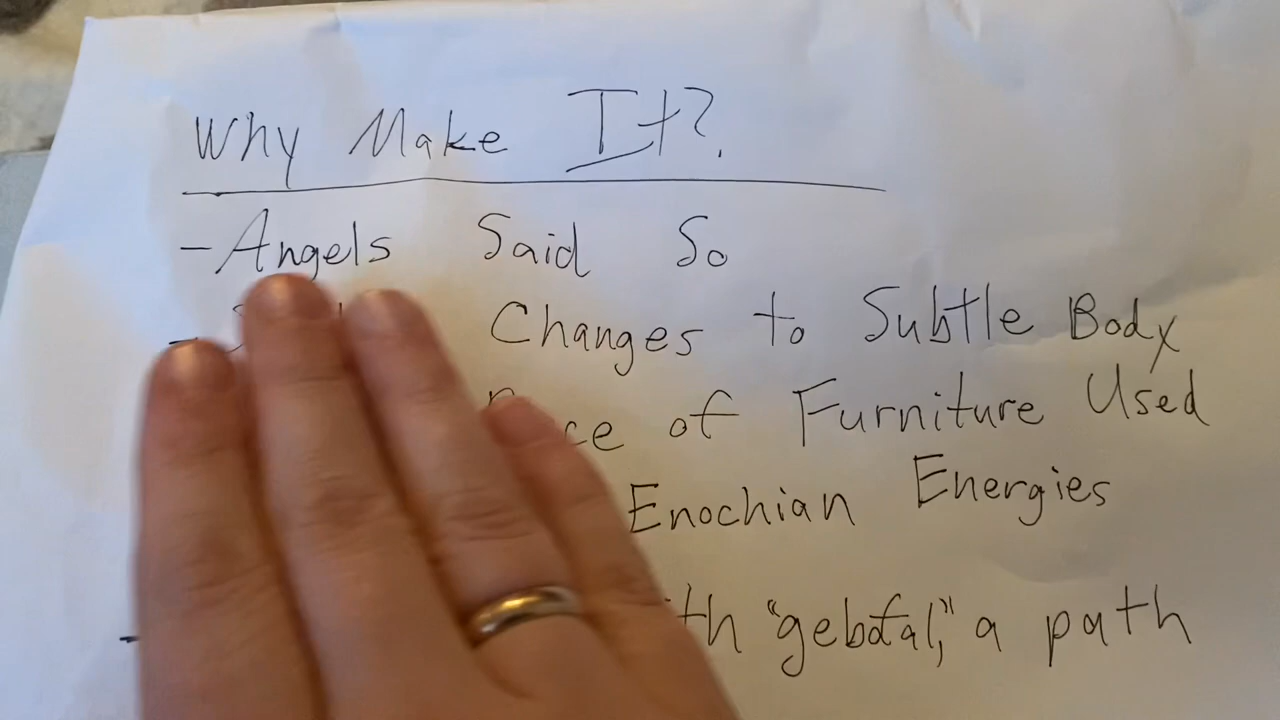 Why Make It?
- Angels Said So
- Changes to Subtle Body
of Furniture Used
Enochian Energies
- "gebofal," a path